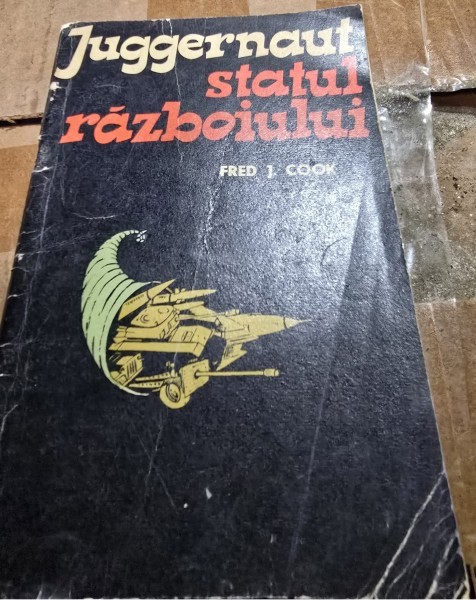 Juggernaut
statul
războiului
FRED J. COOK